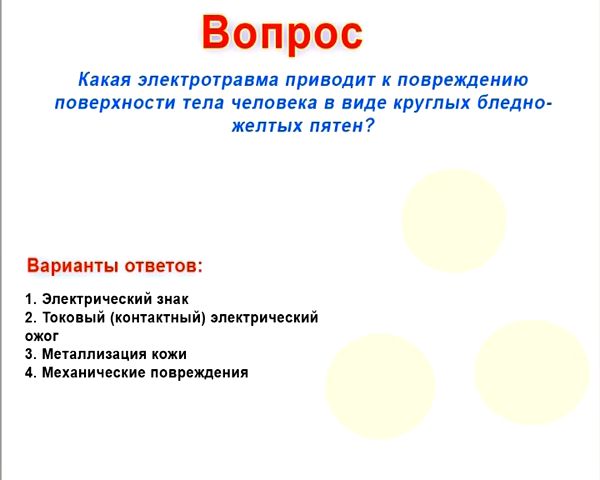 Вопрос
Какая электротравма приводит к повреждению
поверхности тела человека в виде круглых бледно-
желтых пятен?
Варианты ответов:
1. Электрический знак
2. Токовый (контактный) электрический
ожог
3. Металлизация кожи
4. Механические повреждения